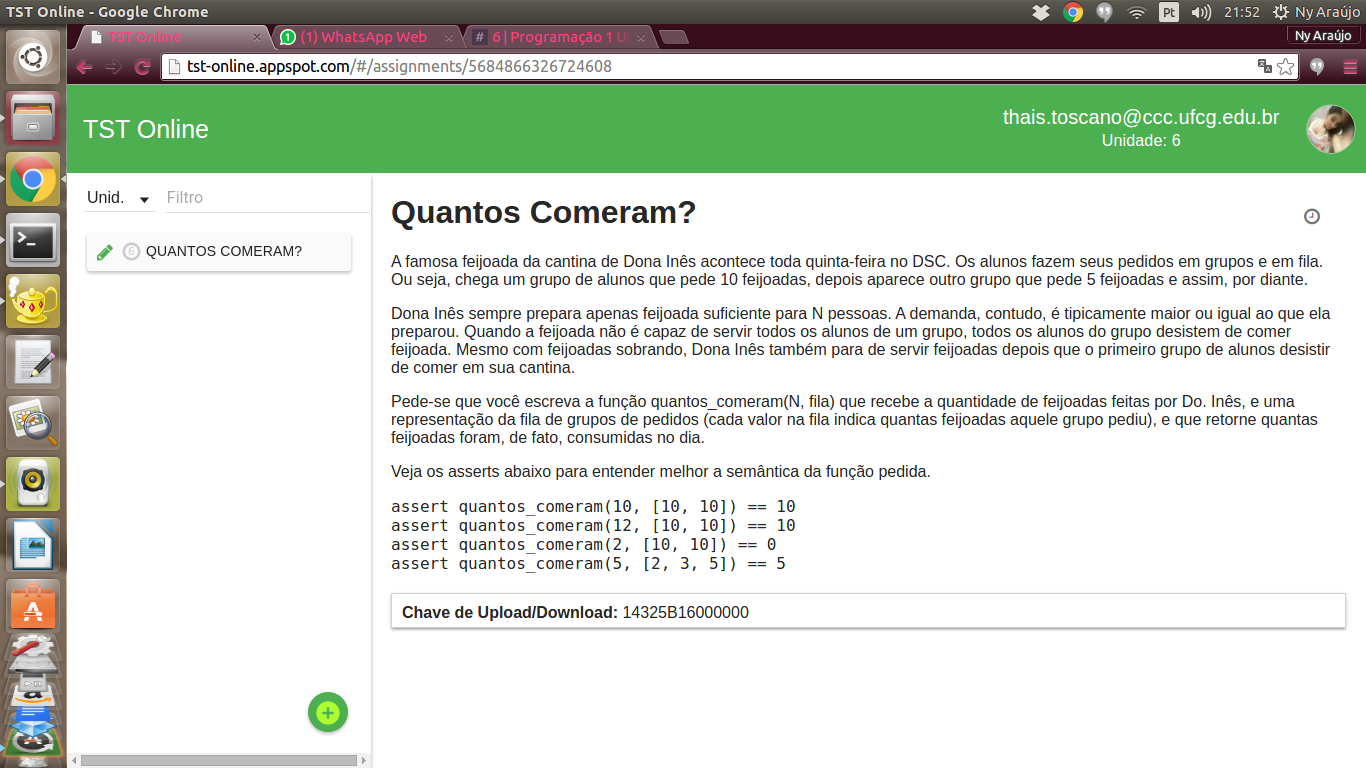 TST Online - Google Chrome
Pt
21:52
Ny Araújo
TST Online
(1) WhatsApp Web
# 6 | Programação 1 U
Ny Araújo
tst-online.appspot.com/#/assignments/5684866326724608
TST Online
thais.toscano@ccc.ufcg.edu.br
Unidade: 6
Unid.
Filtro
6 QUANTOS COMERAM?
Quantos Comeram?
A famosa feijoada da cantina de Dona Inês acontece toda quinta-feira no DSC. Os alunos fazem seus pedidos em grupos e em fila.
Ou seja, chega um grupo de alunos que pede 10 feijoadas, depois aparece outro grupo que pede 5 feijoadas e assim, por diante.
Dona Inês sempre prepara apenas feijoada suficiente para N pessoas. A demanda, contudo, é tipicamente maior ou igual ao que ela
preparou. Quando a feijoada não é capaz de servir todos os alunos de um grupo, todos os alunos do grupo desistem de comer
feijoada. Mesmo com feijoadas sobrando, Dona Inês também para de servir feijoadas depois que o primeiro grupo de alunos desistir
de comer em sua cantina.
Pede-se que você escreva a função quantos_comeram(N, fila) que recebe a quantidade de feijoadas feitas por Do. Inês, e uma
representação da fila de grupos de pedidos (cada valor na fila indica quantas feijoadas aquele grupo pediu), e que retorne quantas
feijoadas foram, de fato, consumidas no dia.
Veja os asserts abaixo para entender melhor a semântica da função pedida.
assert quantos_comeram(10, [10, 10]) == 10
assert quantos_comeram(12, [10, 10]) == 10
assert quantos_comeram(2, [10, 10]) == 0
assert quantos_comeram(5, [2, 3, 5]) == 5
Chave de Upload/Download: 14325B16000000